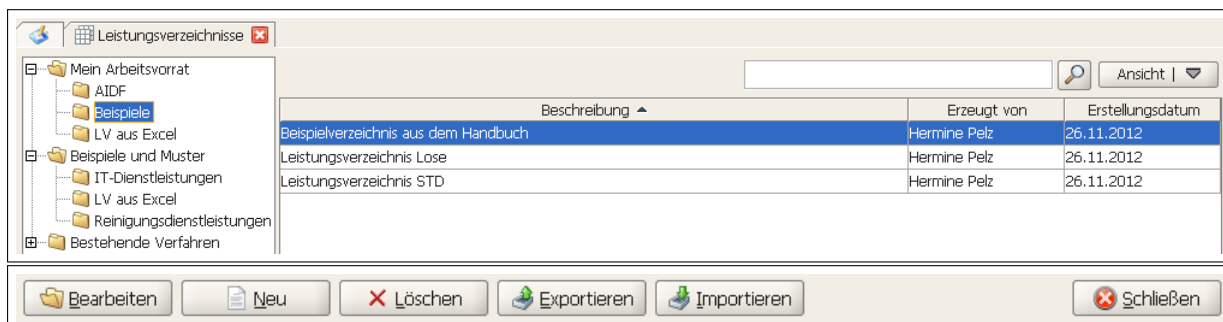 Leistungsverzeichnisse
Mein Arbeitsvorrat
AIDF
Beispiele
LV aus Excel
Beispiele und Muster
IT-Dienstleistungen
LV aus Excel
Reinigungsdienstleistungen
Bestehende Verfahren
Ansicht |
Beschreibung Erzeugt von Erstellungsdatum
Beispielverzeichnis aus dem Handbuch Hermine Pelz 26.11.2012
Leistungsverzeichnis Lose Hermine Pelz 26.11.2012
Leistungsverzeichnis STD Hermine Pelz 26.11.2012
Bearbeiten Neu Löschen Exportieren Importieren Schließen